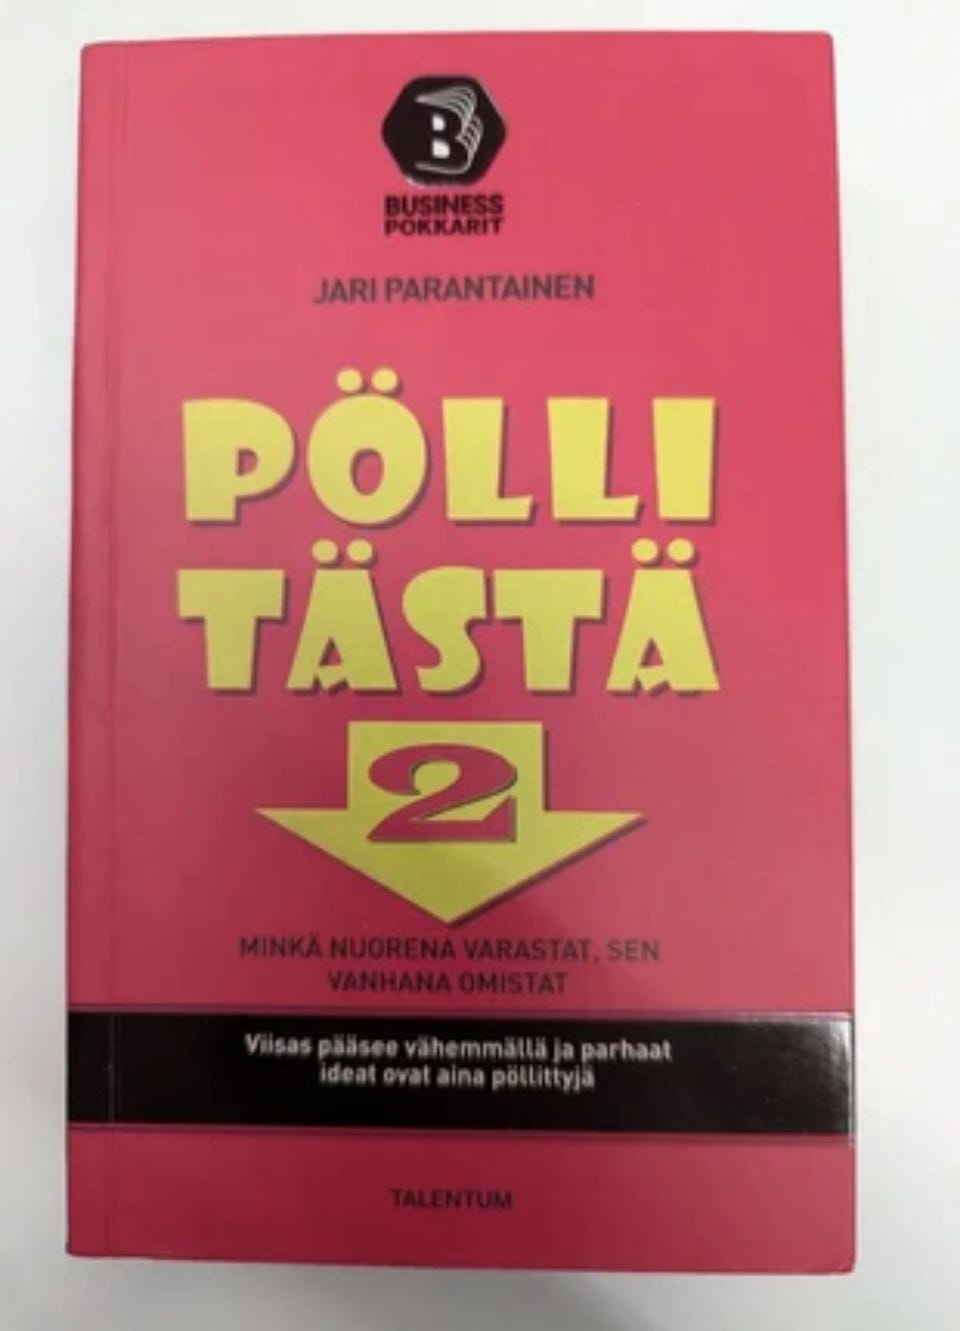 B
BUSINESS
POKKARIT
JARI PARANTAINEN
PÖLLI
TÄSTÄ
2
MINKÄ NUORENA VARASTAT, SEN
VANHANA OMISTAT
Viisas pääsee vähemmällä ja parhaat
ideat ovat aina pöllittyjä
TALENTUM